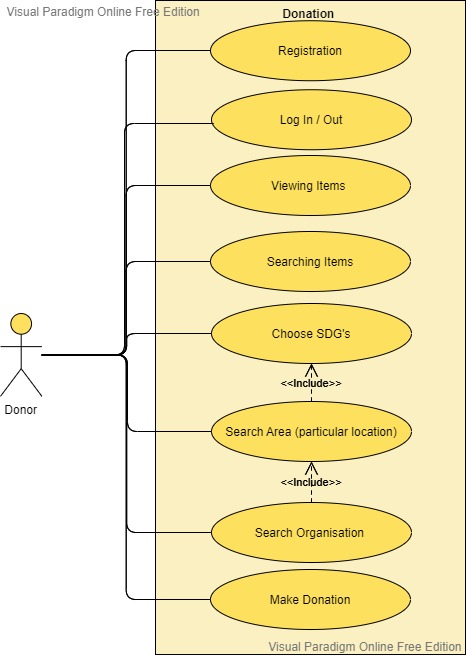 Visual Paradigm Online Free Edition
Donation
Registration
Log In / Out
Viewing Items
Searching Items
Choose SDG's
<<Include>>
Donor
Search Area (particular location)
<<Include>>
Search Organisation
Make Donation
Visual Paradigm Online Free Edition